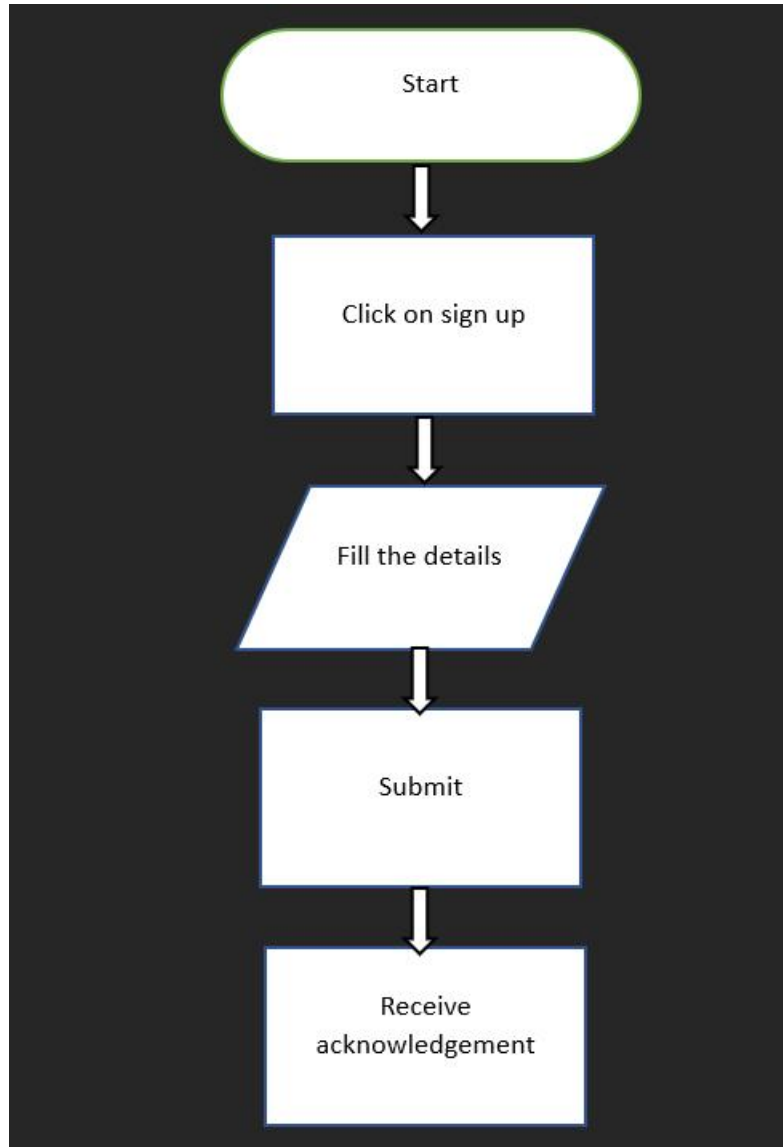 Start
Click on sign up
Fill the details
Submit
Receive
acknowledgement